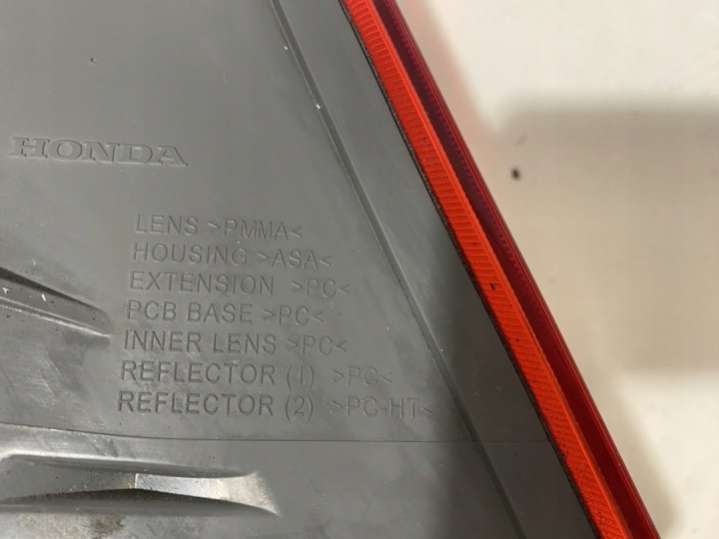 HONDA
LENS >PMMA<
HOUSING >ASA<
EXTENSION >PC<
PCB BASE >PC<
INNER LENS >PC<
REFLECTOR (1) >PC<
REFLECTOR (2) >PC-HT<